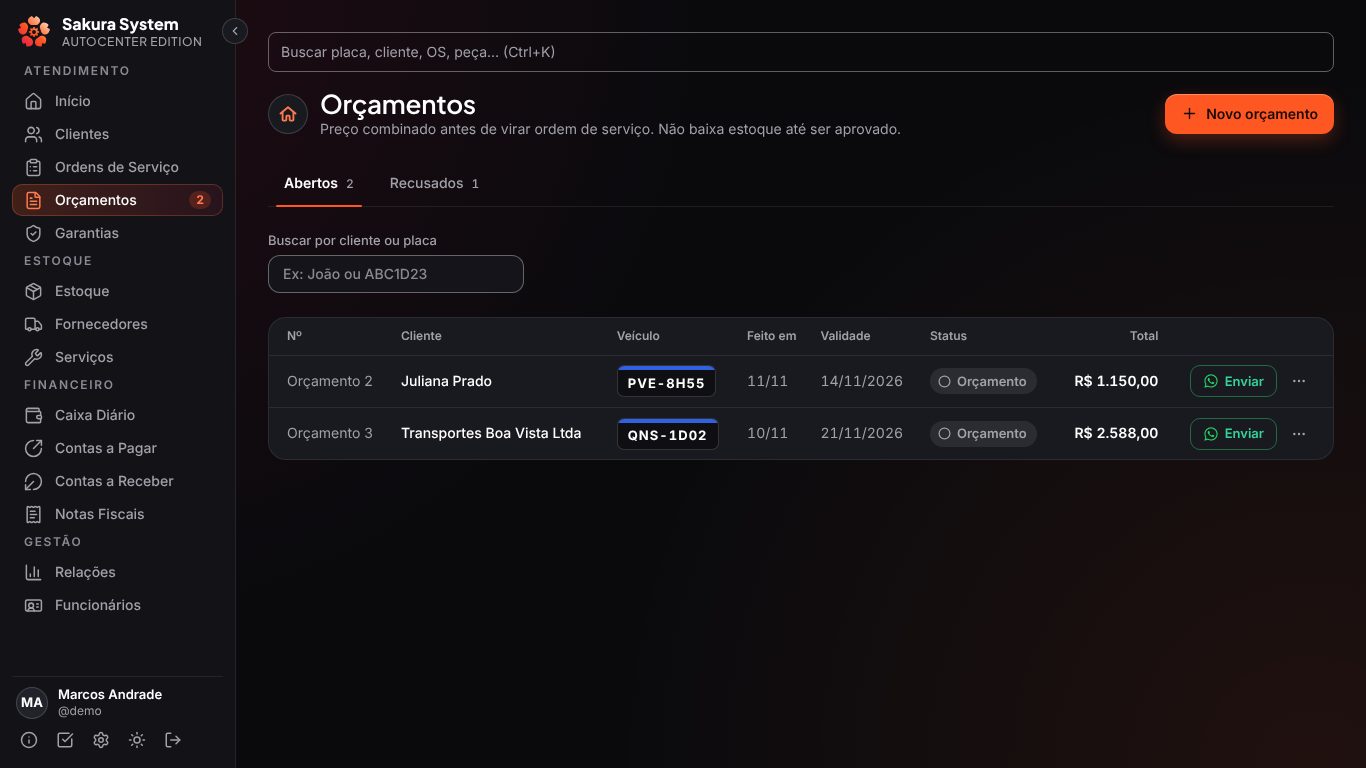 Sakura System
AUTOCENTER EDITION
ATENDIMENTO
Início
Clientes
Ordens de Serviço
Orçamentos 2
Garantias
ESTOQUE
Estoque
Fornecedores
Serviços
FINANCEIRO
Caixa Diário
Contas a Pagar
Contas a Receber
Notas Fiscais
GESTÃO
Relações
Funcionários
MA
Marcos Andrade
@demo
Buscar placa, cliente, OS, peça... (Ctrl+K)
Orçamentos
Preço combinado antes de virar ordem de serviço. Não baixa estoque até ser aprovado.
+ Novo orçamento
Abertos 2 Recusados 1
Buscar por cliente ou placa
Ex: João ou ABC1D23
Nº Cliente Veículo Feito em Validade Status Total
Orçamento 2 Juliana Prado PVE-8H55 11/11 14/11/2026 Orçamento R$ 1.150,00 Enviar ...
Orçamento 3 Transportes Boa Vista Ltda QNS-1D02 10/11 21/11/2026 Orçamento R$ 2.588,00 Enviar ...